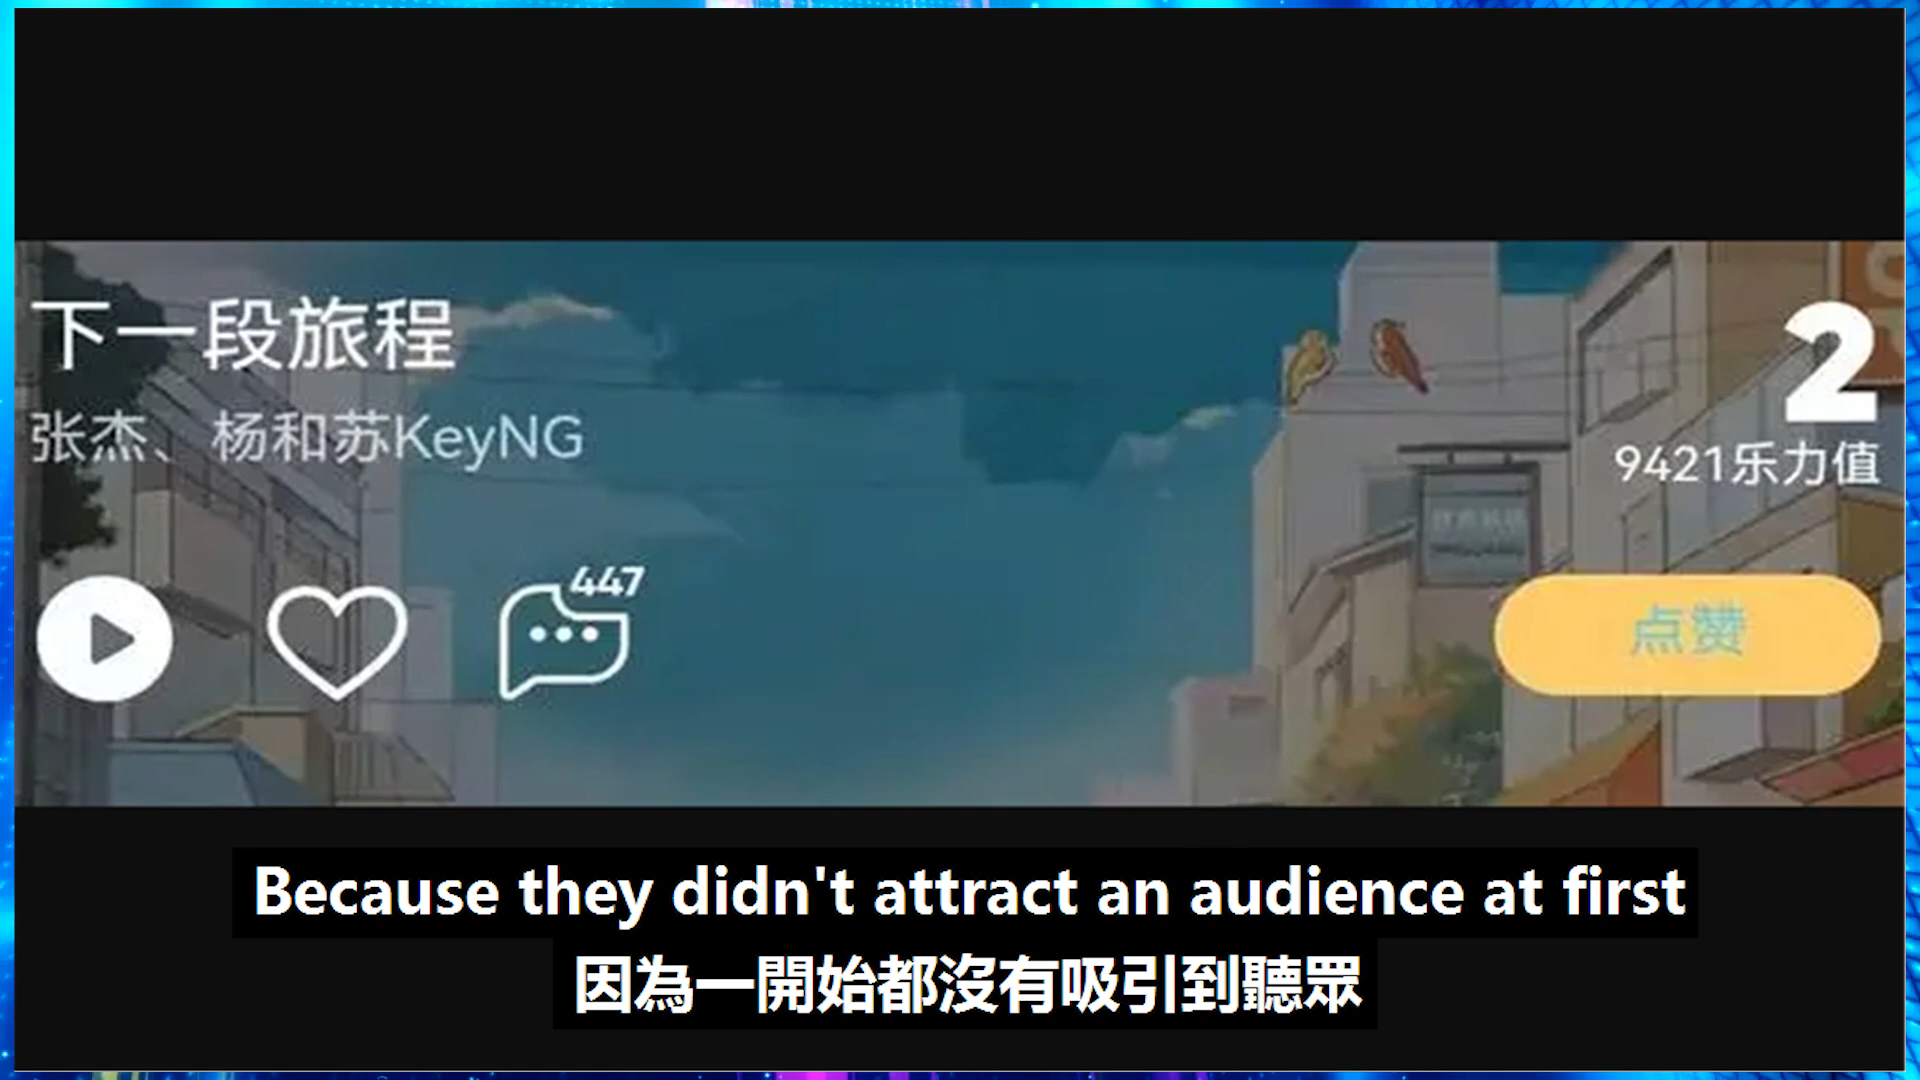 下一段旅程
2
张杰、杨和苏KeyNG
9421乐力值
447
点赞
Because they didn't attract an audience at first
因為一開始都沒有吸引到聽眾